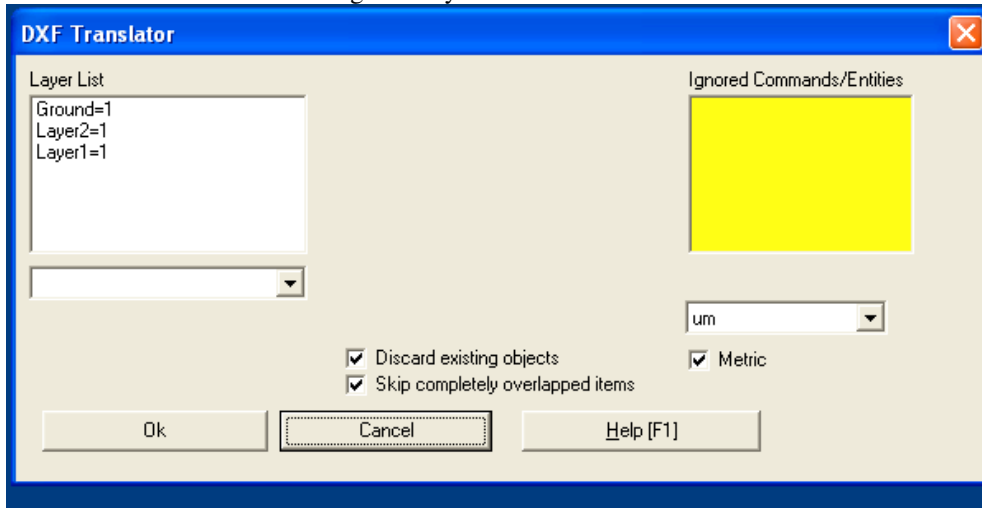 DXF Translator
Layer List
Ignored Commands/Entities
Ground=1
Layer2=1
Layer1=1
um
Discard existing objects
Metric
Skip completely overlapped items
Ok
Cancel
Help [F1]